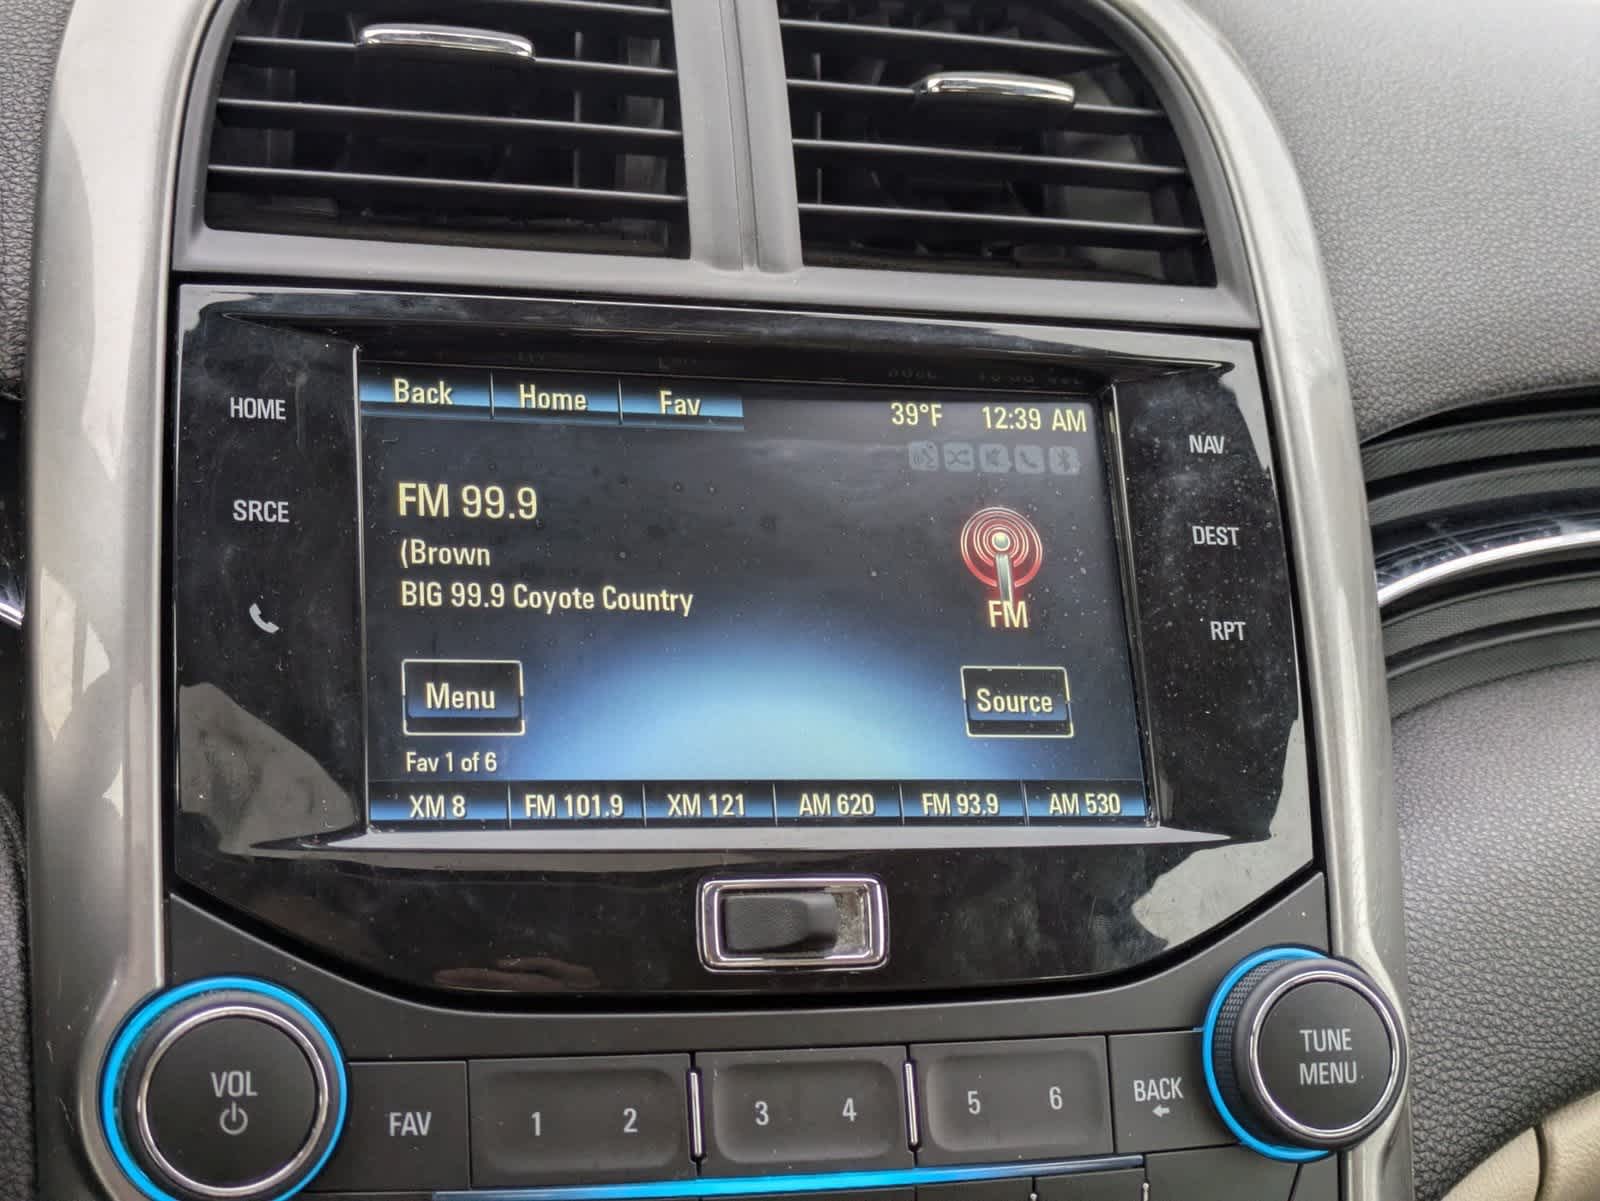 Back Home Fav 39°F 12:39 AM
HOME
NAV
FM 99.9
SRCE
DEST
(Brown
BIG 99.9 Coyote Country
FM
RPT
Menu
Source
Fav 1 of 6
XM 8 FM 101.9 XM 121 AM 620 FM 93.9 AM 530
VOL
FAV 1 2 3 4 5 6 BACK
TUNE
MENU